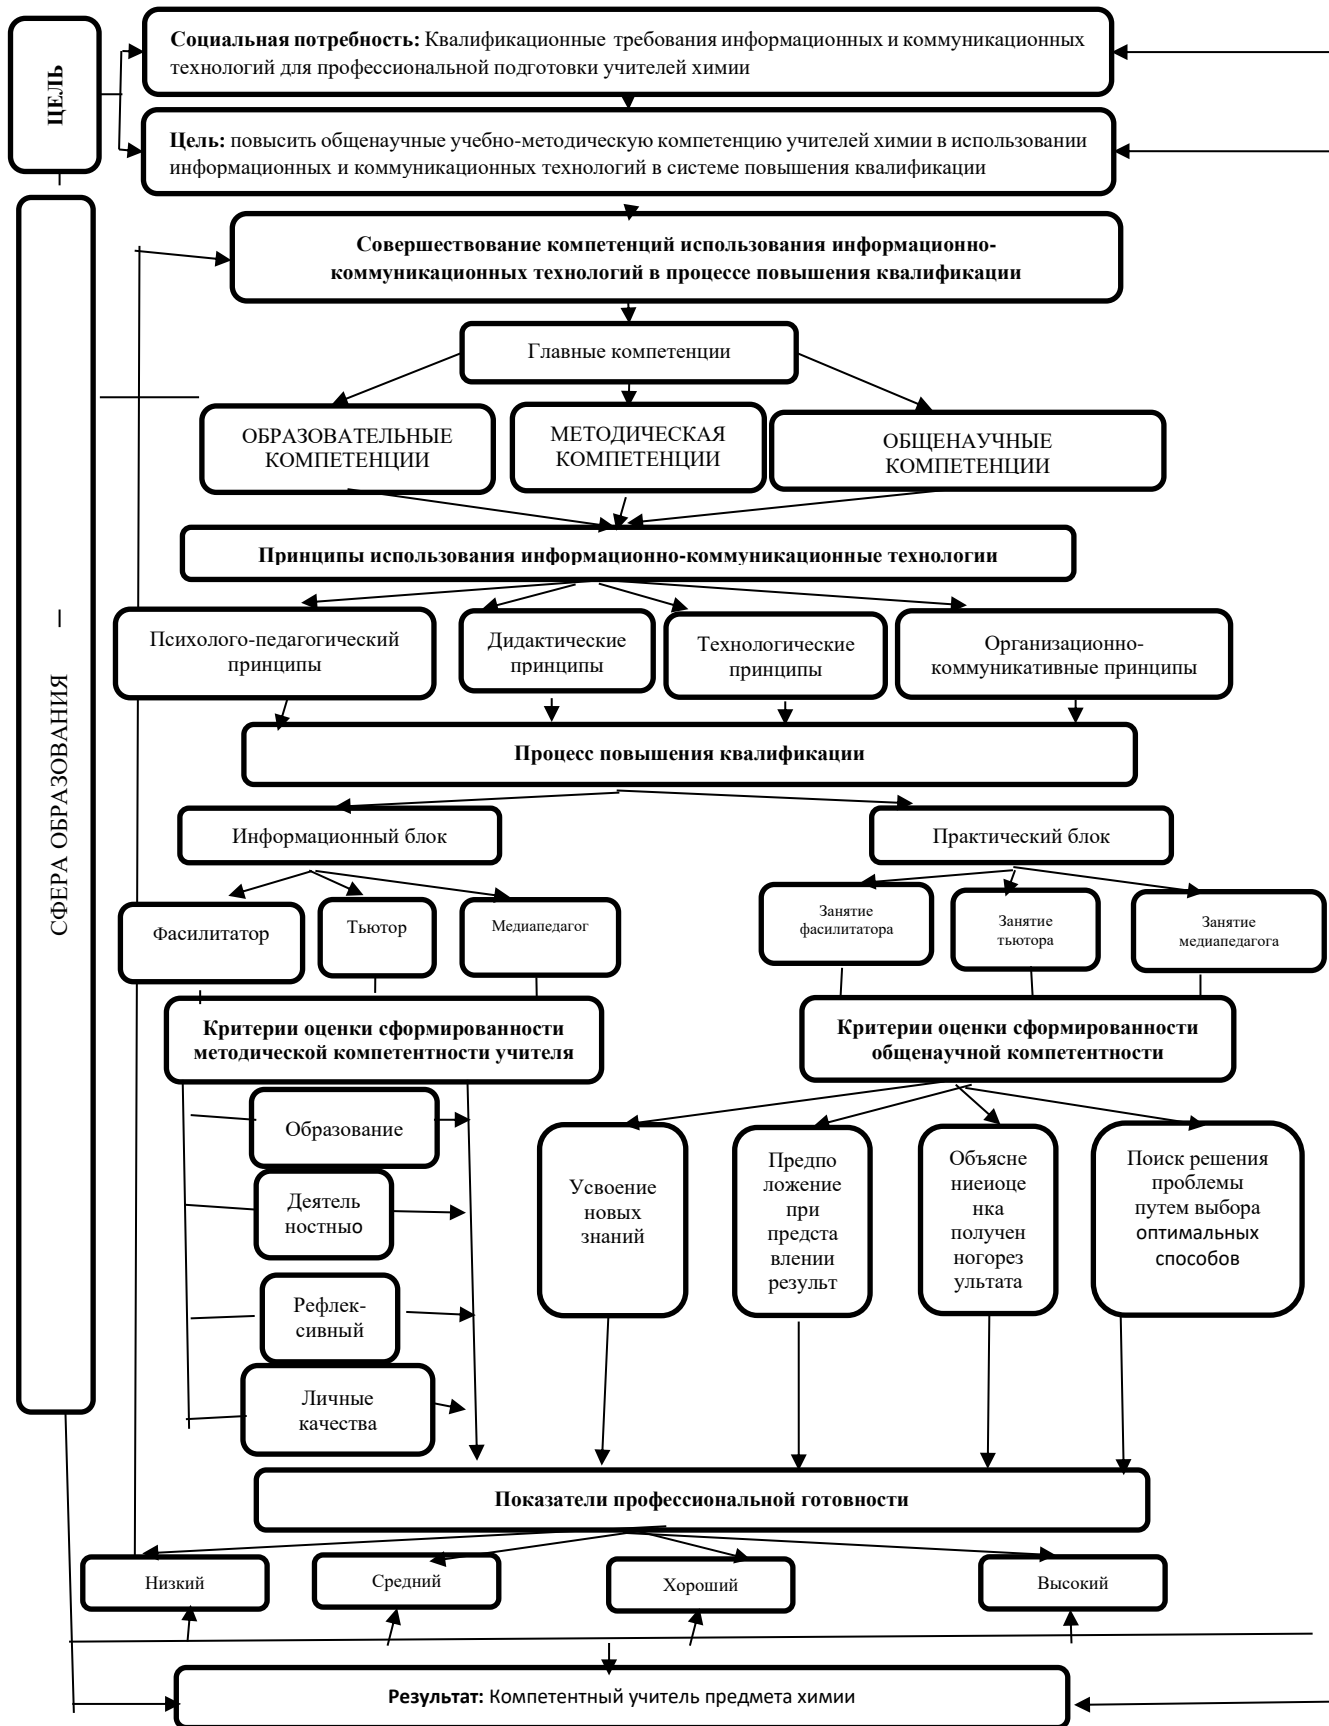 ЦЕЛЬ
Социальная потребность: Квалификационные требования информационных и коммуникационных
технологий для профессиональной подготовки учителей химии
Цель: повысить общенаучные учебно-методическую компетенцию учителей химии в использовании
информационных и коммуникационных технологий в системе повышения квалификации
СФЕРА ОБРАЗОВАНИЯ –
Совершествование компетенций использования информационно-
коммуникационных технологий в процессе повышения квалификации
Главные компетенции
ОБРАЗОВАТЕЛЬНЫЕ
КОМПЕТЕНЦИИ
МЕТОДИЧЕСКАЯ
КОМПЕТЕНЦИИ
ОБЩЕНАУЧНЫЕ
КОМПЕТЕНЦИИ
Принципы использования информационно-коммуникационные технологии
Психолого-педагогический
принципы
Дидактические
принципы
Технологические
принципы
Организационно-
коммуникативные принципы
Процесс повышения квалификации
Информационный блок
Практический блок
Фасилитатор
Тьютор
Медиапедагог
Занятие
фасилитатора
Занятие
тьютора
Занятие
медиапедагога
Критерии оценки сформированности
методической компетентности учителя
Критерии оценки сформированности
общенаучной компетентности
Образование
Деятель
ностныо
Рефлек-
сивный
Личные
качества
Усвоение
новых
знаний
Предпо
ложение
при
предста
влении
результ
Объясне
ниеиоце
нка
получен
ногорез
ультата
Поиск решения
проблемы
путем выбора
оптимальных
способов
Показатели профессиональной готовности
Низкий
Средний
Хороший
Высокий
Результат: Компетентный учитель предмета химии